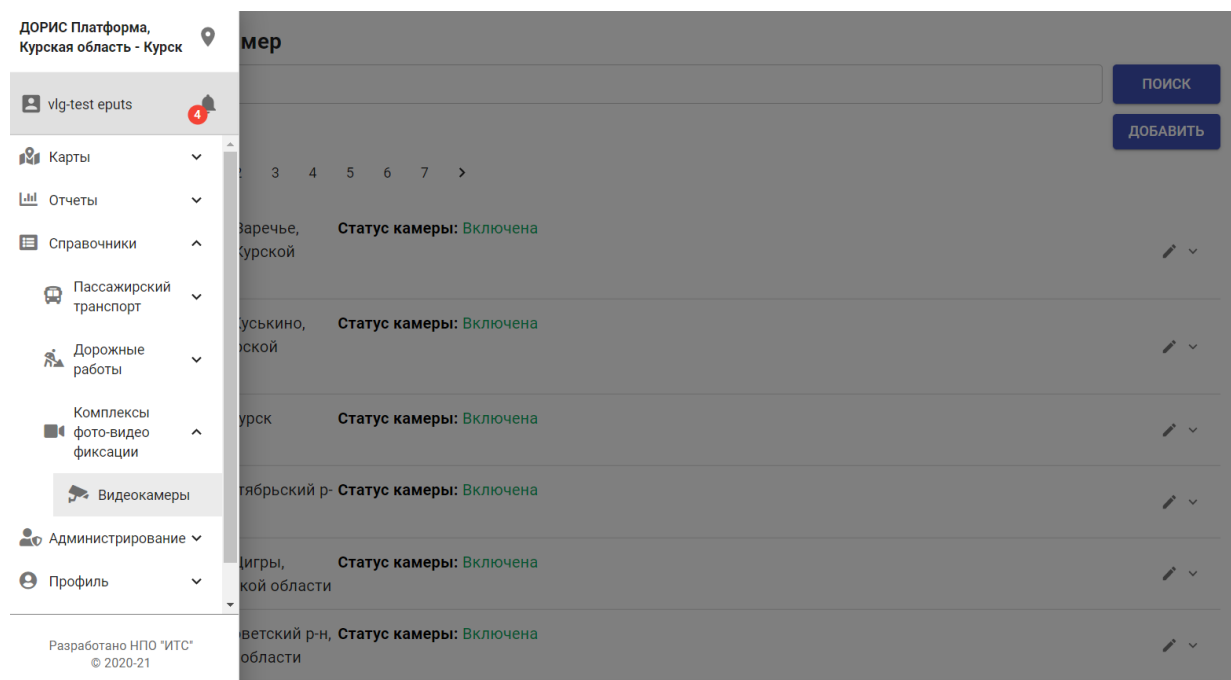 ДОРИС Платформа,
Курская область - Курск
vlg-test eputs
4
Карты
Отчеты
Справочники
Пассажирский
транспорт
Дорожные
работы
Комплексы
фото-видео
фиксации
Видеокамеры
Администрирование
Профиль
Разработано НПО "ИТС"
© 2020-21
мер
ПОИСК
ДОБАВИТЬ
3 4 5 6 7
Заречье, Статус камеры: Включена
Курской
уськино, Статус камеры: Включена
ской
урск Статус камеры: Включена
тябрьский р- Статус камеры: Включена
Щигры, Статус камеры: Включена
кой области
ветский р-н, Статус камеры: Включена
области